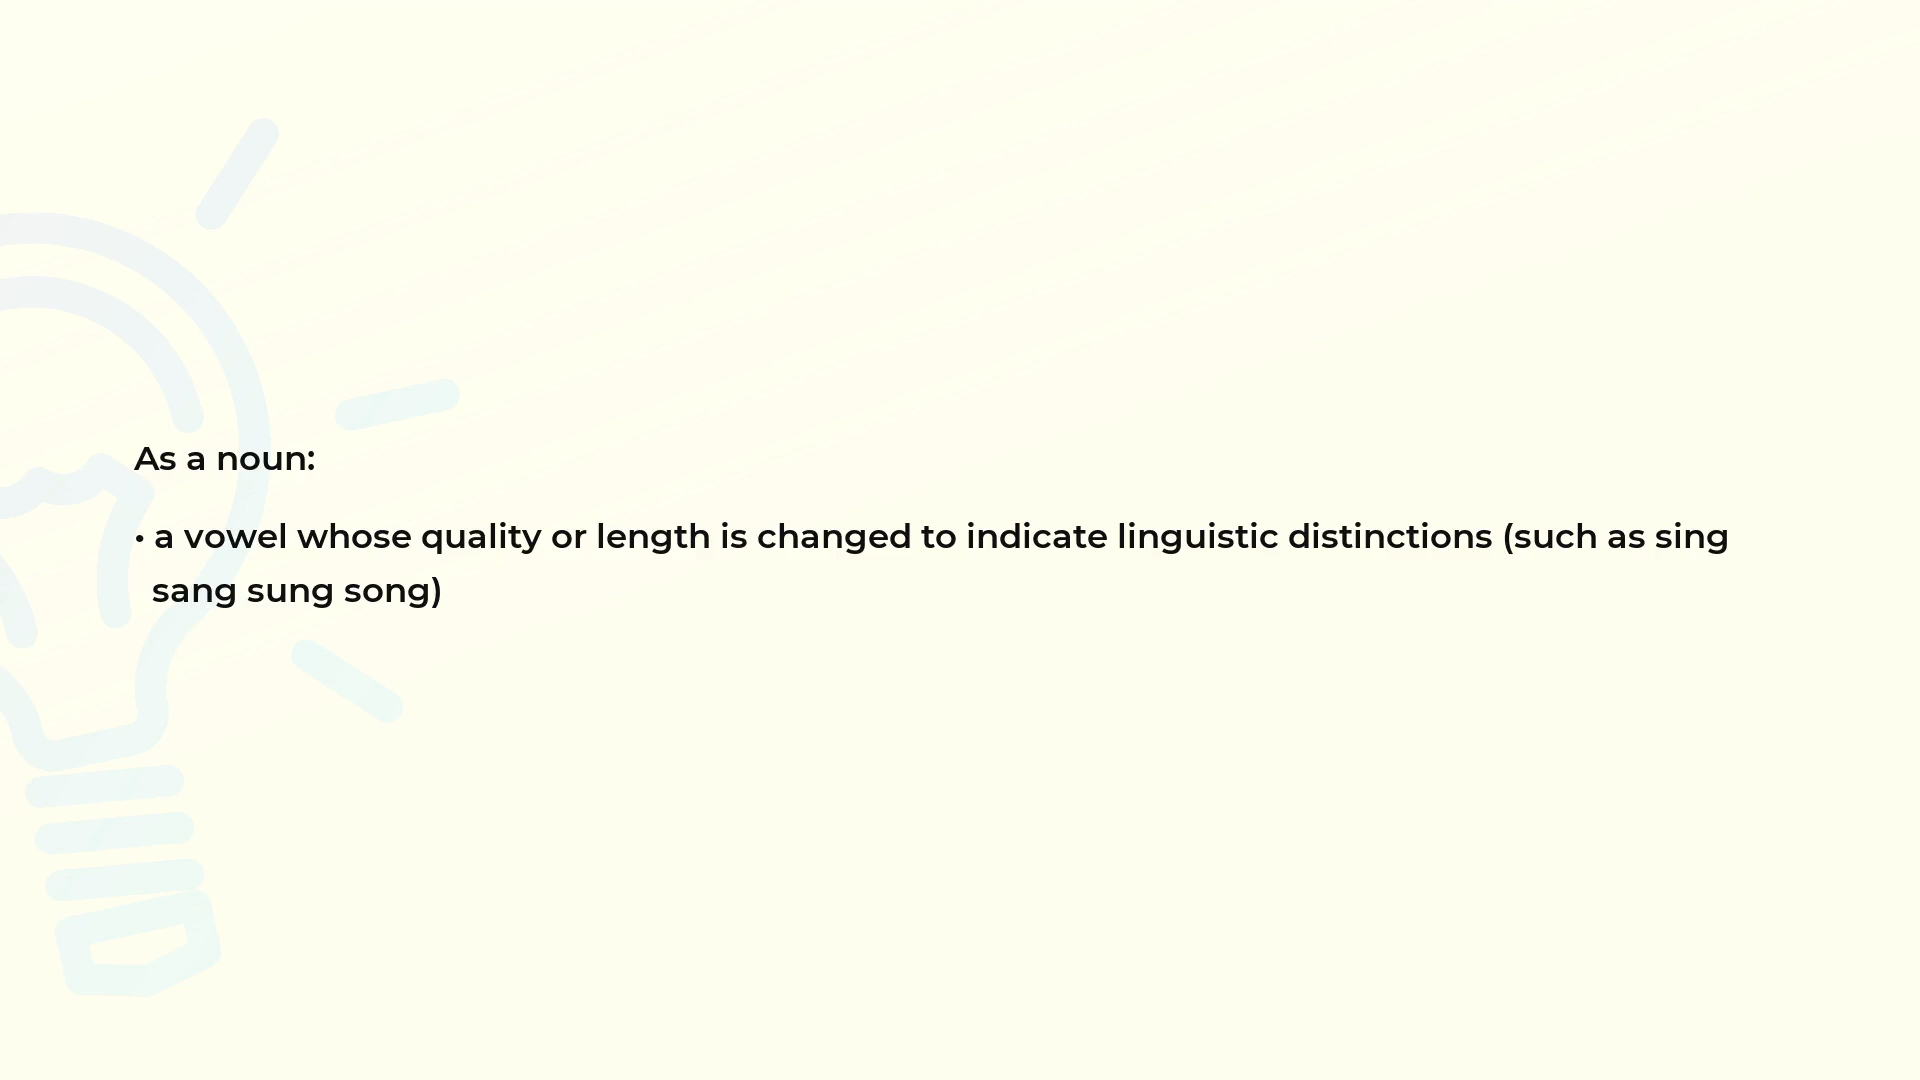 As a noun:
• a vowel whose quality or length is changed to indicate linguistic distinctions (such as sing
sang sung song)